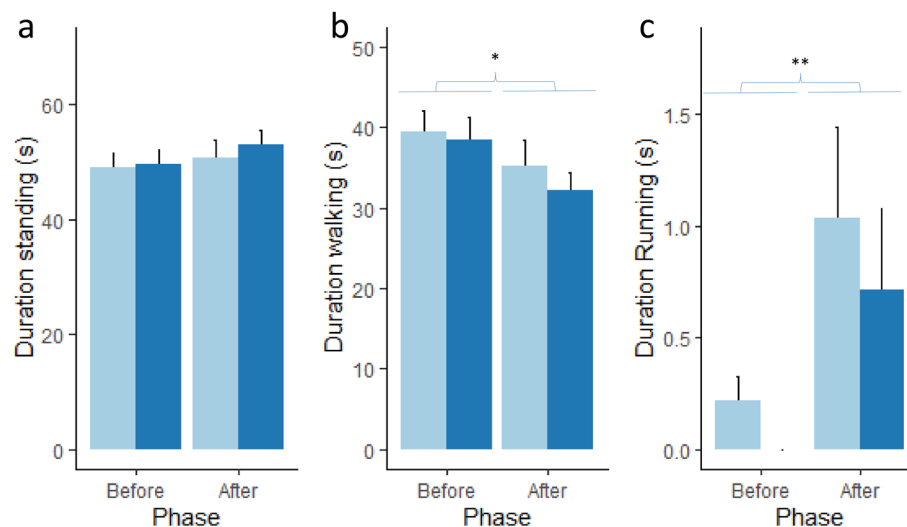 a
Duration standing (s)
60
40
20
0
Before After
Phase
b
*
Duration walking (s)
50
40
30
20
10
0
Before After
Phase
c
**
Duration Running (s)
1.5
1.0
0.5
0.0
Before After
Phase